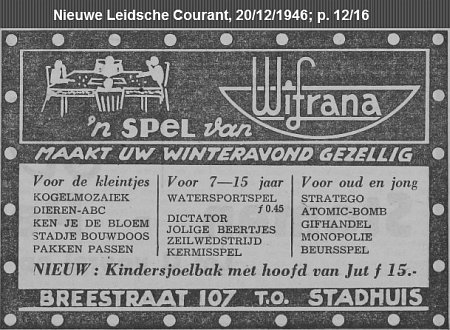 Nieuwe Leidsche Courant, 20/12/1946; p. 12/16
'n SPEL van Wifrana
MAAKT UW WINTERAVOND GEZELLIG
Voor de kleintjes
KOGELMOZAIEK
DIEREN-ABC
KEN JE DE BLOEM
STADJE BOUWDOOS
PAKKEN PASSEN
Voor 7—15 jaar
WATERSPORTSPEL
ƒ 0.45
DICTATOR
JOLIGE BEERTJES
ZEILWEDSTRIJD
KERMISSPEL
Voor oud en jong
STRATEGO
ATOMIC-BOMB
GIFHANDEL
MONOPOLIE
BEURSSPEL
NIEUW: Kindersjoelbak met hoofd van Jut ƒ 15.-
BREESTRAAT 107 T.O. STADHUIS